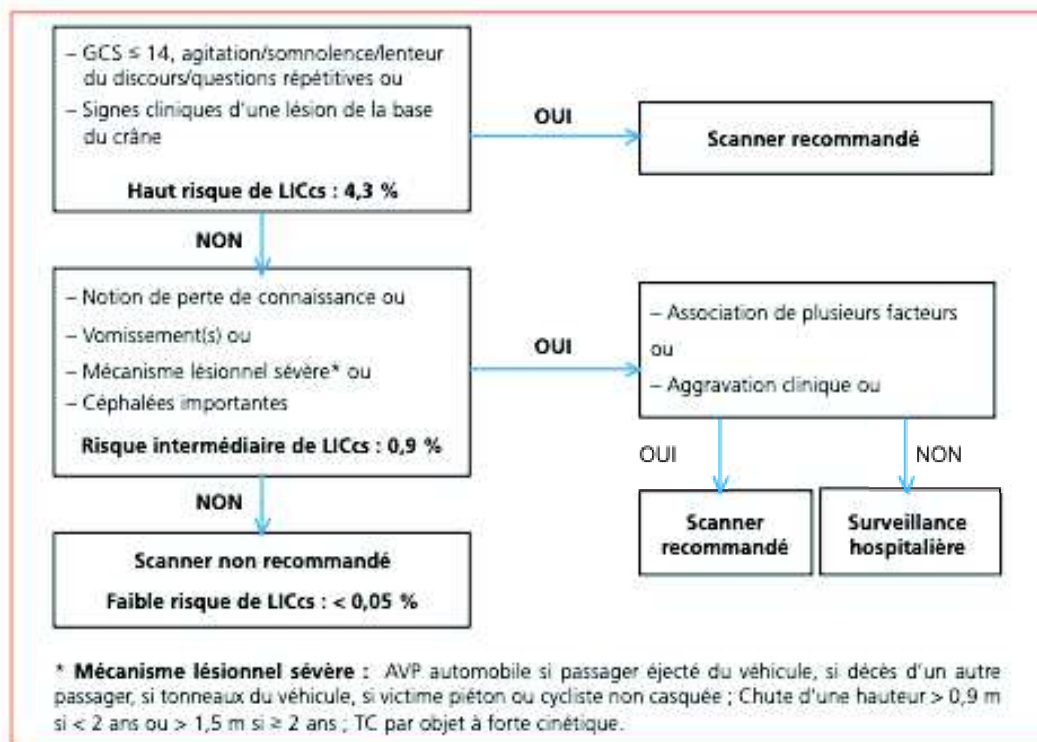 – GCS ≤ 14, agitation/somnolence/lenteur
du discours/questions répétitives ou
– Signes cliniques d'une lésion de la base
du crâne
Haut risque de LICcs : 4,3 %
OUI
Scanner recommandé
NON
– Notion de perte de connaissance ou
– Vomissement(s) ou
– Mécanisme lésionnel sévère* ou
– Céphalées importantes
Risque intermédiaire de LICcs : 0,9 %
OUI
– Association de plusieurs facteurs
ou
– Aggravation clinique ou
OUI
NON
Scanner
recommandé
Surveillance
hospitalière
NON
Scanner non recommandé
Faible risque de LICcs : < 0,05 %
* Mécanisme lésionnel sévère : AVP automobile si passager éjecté du véhicule, si décès d'un autre
passager, si tonneaux du véhicule, si victime piéton ou cycliste non casquée ; Chute d'une hauteur > 0,9 m
si < 2 ans ou > 1,5 m si ≥ 2 ans ; TC par objet à forte cinétique.